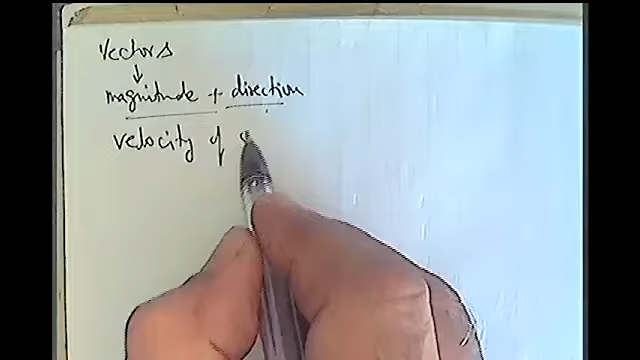 Vectors
↓
magnitude + direction
velocity of